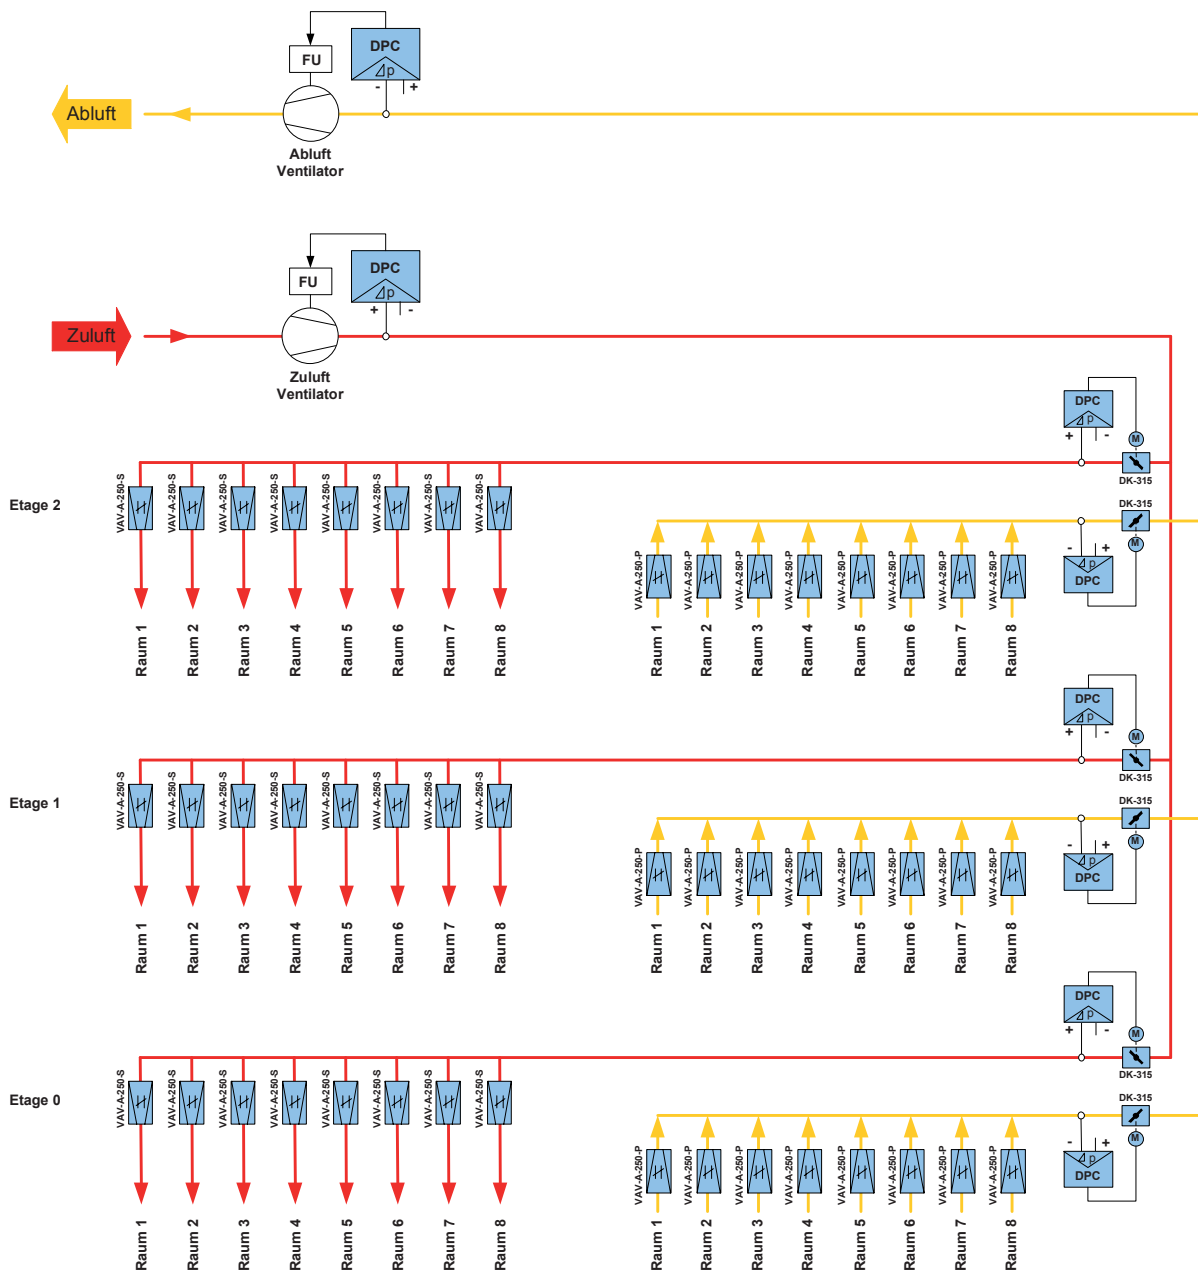 DPC
FU
Δp
- +
Abluft
Abluft
Ventilator
DPC
FU
Δp
+ -
Zuluft
Zuluft
Ventilator
DPC
Δp
+ -
M
DK-315
Etage 2
VAV-A-250-S VAV-A-250-S VAV-A-250-S VAV-A-250-S VAV-A-250-S VAV-A-250-S VAV-A-250-S VAV-A-250-S
Raum 1 Raum 2 Raum 3 Raum 4 Raum 5 Raum 6 Raum 7 Raum 8
DK-315
M
- +
Δp
DPC
VAV-A-250-P VAV-A-250-P VAV-A-250-P VAV-A-250-P VAV-A-250-P VAV-A-250-P VAV-A-250-P VAV-A-250-P
Raum 1 Raum 2 Raum 3 Raum 4 Raum 5 Raum 6 Raum 7 Raum 8
DPC
Δp
+ -
M
DK-315
Etage 1
VAV-A-250-S VAV-A-250-S VAV-A-250-S VAV-A-250-S VAV-A-250-S VAV-A-250-S VAV-A-250-S VAV-A-250-S
Raum 1 Raum 2 Raum 3 Raum 4 Raum 5 Raum 6 Raum 7 Raum 8
DK-315
M
- +
Δp
DPC
VAV-A-250-P VAV-A-250-P VAV-A-250-P VAV-A-250-P VAV-A-250-P VAV-A-250-P VAV-A-250-P VAV-A-250-P
Raum 1 Raum 2 Raum 3 Raum 4 Raum 5 Raum 6 Raum 7 Raum 8
DPC
Δp
+ -
M
DK-315
Etage 0
VAV-A-250-S VAV-A-250-S VAV-A-250-S VAV-A-250-S VAV-A-250-S VAV-A-250-S VAV-A-250-S VAV-A-250-S
Raum 1 Raum 2 Raum 3 Raum 4 Raum 5 Raum 6 Raum 7 Raum 8
DK-315
M
- +
Δp
DPC
VAV-A-250-P VAV-A-250-P VAV-A-250-P VAV-A-250-P VAV-A-250-P VAV-A-250-P VAV-A-250-P VAV-A-250-P
Raum 1 Raum 2 Raum 3 Raum 4 Raum 5 Raum 6 Raum 7 Raum 8